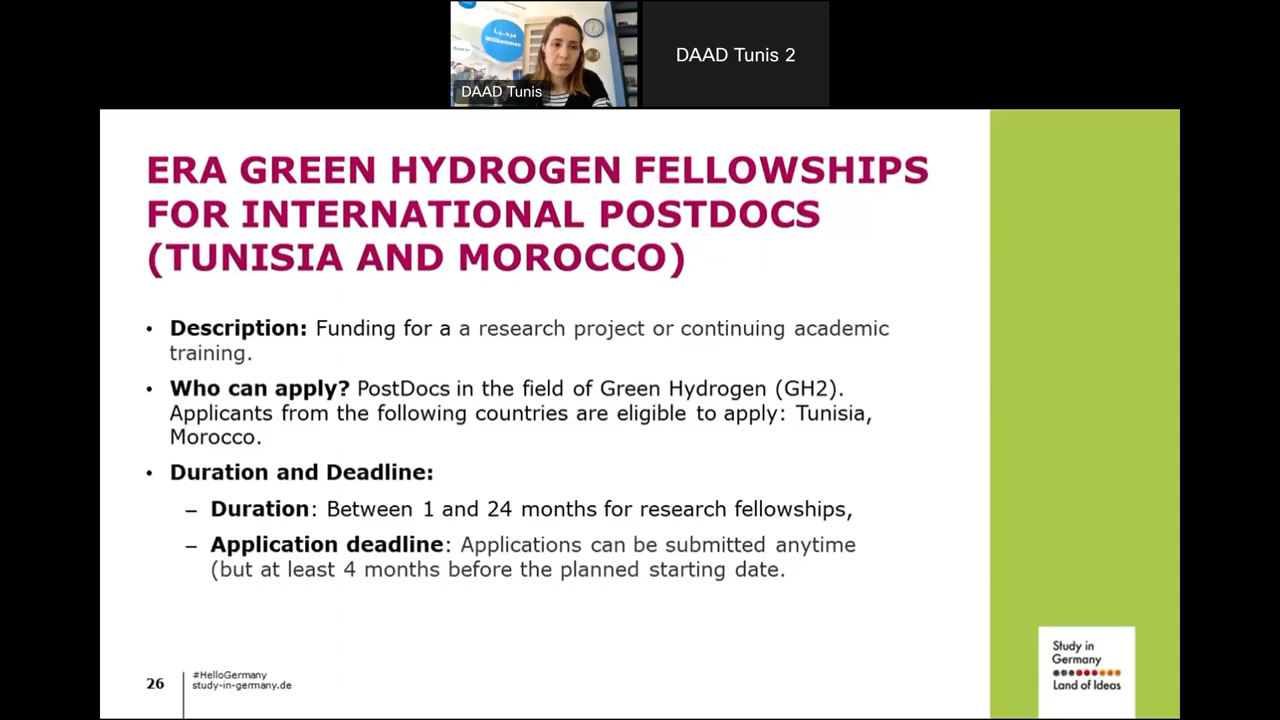 مرحبا
Willkommen
DAAD Tunis
DAAD Tunis 2
ERA GREEN HYDROGEN FELLOWSHIPS
FOR INTERNATIONAL POSTDOCS
(TUNISIA AND MOROCCO)
• Description: Funding for a a research project or continuing academic
training.
• Who can apply? PostDocs in the field of Green Hydrogen (GH2).
Applicants from the following countries are eligible to apply: Tunisia,
Morocco.
• Duration and Deadline:
– Duration: Between 1 and 24 months for research fellowships,
– Application deadline: Applications can be submitted anytime
(but at least 4 months before the planned starting date.
26
#HelloGermany
study-in-germany.de
Study in
Germany
Land of Ideas